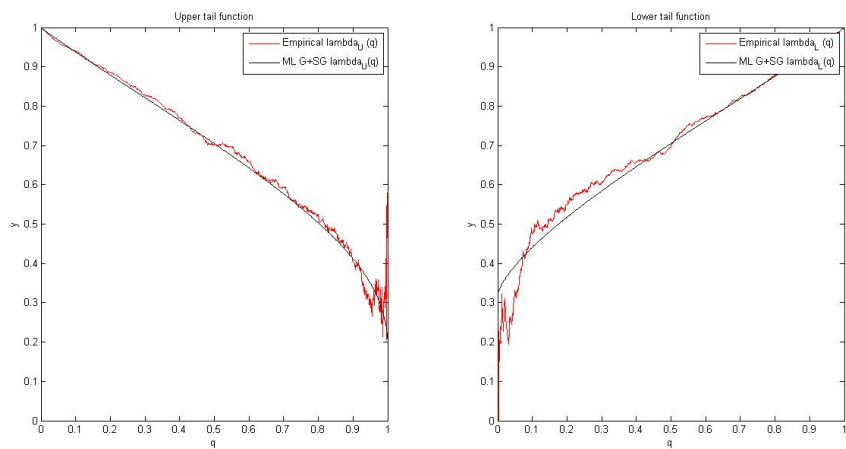 Upper tail function
Empirical lambda_U (q)
ML G+SG lambda_U(q)
1
0.9
0.8
0.7
0.6
0.5
0.4
0.3
0.2
0.1
0
y
0 0.1 0.2 0.3 0.4 0.5 0.6 0.7 0.8 0.9 1
q
Lower tail function
Empirical lambda_L (q)
ML G+SG lambda_L(q)
1
0.9
0.8
0.7
0.6
0.5
0.4
0.3
0.2
0.1
0
y
0 0.1 0.2 0.3 0.4 0.5 0.6 0.7 0.8 0.9 1
q